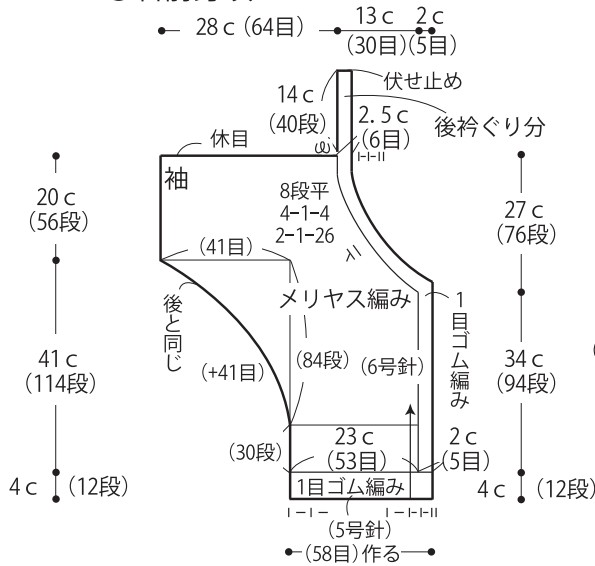 28c (64目)
13c
(30目)
2c
(5目)
伏せ止め
14c
(40段)
2.5c
(6目)
後衿ぐり分
休目
袖
8段平
4-1-4
2-1-26
20c
(56段)
27c
(76段)
(41目)
メリヤス編み
後と同じ
1目ゴム編み
41c
(114段)
(+41目)
(84段)
(6号針)
34c
(94段)
(30段)
23c
(53目)
2c
(5目)
4c (12段)
1目ゴム編み
4c (12段)
(5号針)
(58目)作る